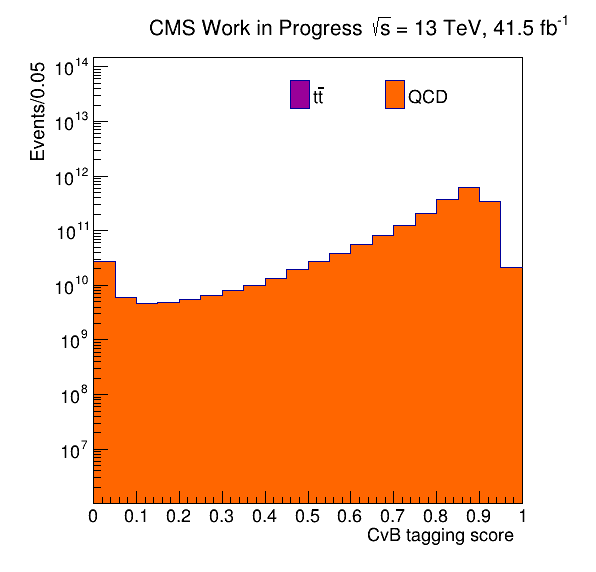 CMS Work in Progress √s = 13 TeV, 41.5 fb⁻¹
Events/0.05
10¹⁴
10¹³
10¹²
10¹¹
10¹⁰
10⁹
10⁸
10⁷
tt̄
QCD
0 0.1 0.2 0.3 0.4 0.5 0.6 0.7 0.8 0.9 1
CvB tagging score